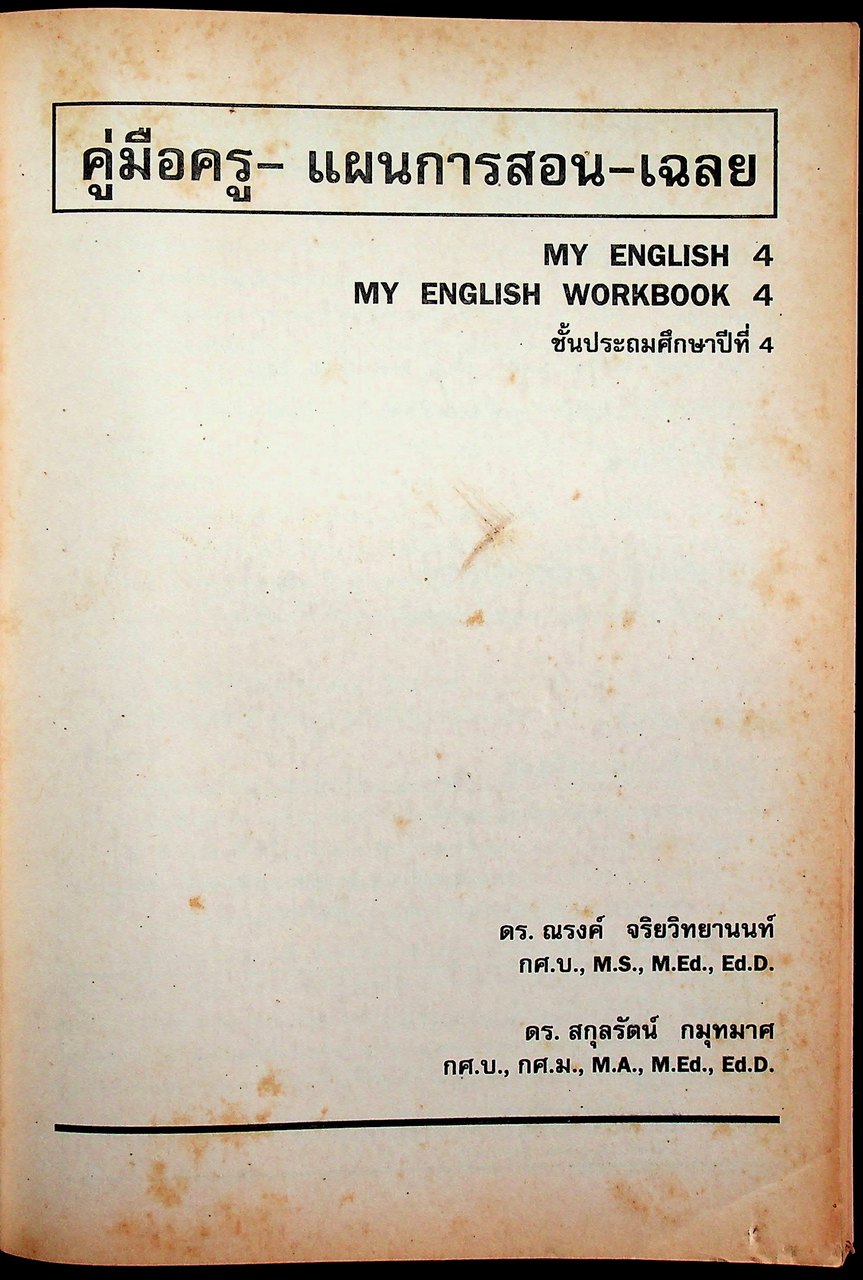 คู่มือครู- แผนการสอน-เฉลย
MY ENGLISH 4
MY ENGLISH WORKBOOK 4
ชั้นประถมศึกษาปีที่ 4
ดร. ณรงค์ จริยวิทยานนท์
กศ.บ., M.S., M.Ed., Ed.D.
ดร. สกุลรัตน์ กมุทมาศ
กศ.บ., กศ.ม., M.A., M.Ed., Ed.D.